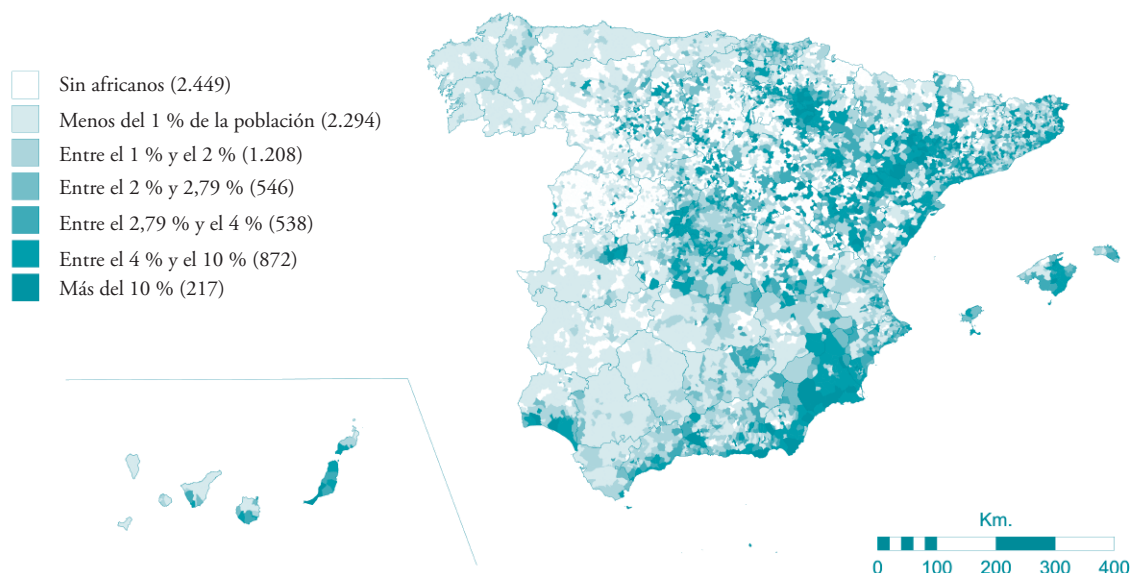 Sin africanos (2.449)
Menos del 1 % de la población (2.294)
Entre el 1 % y el 2 % (1.208)
Entre el 2 % y 2,79 % (546)
Entre el 2,79 % y el 4 % (538)
Entre el 4 % y el 10 % (872)
Más del 10 % (217)
Km.
0 100 200 300 400